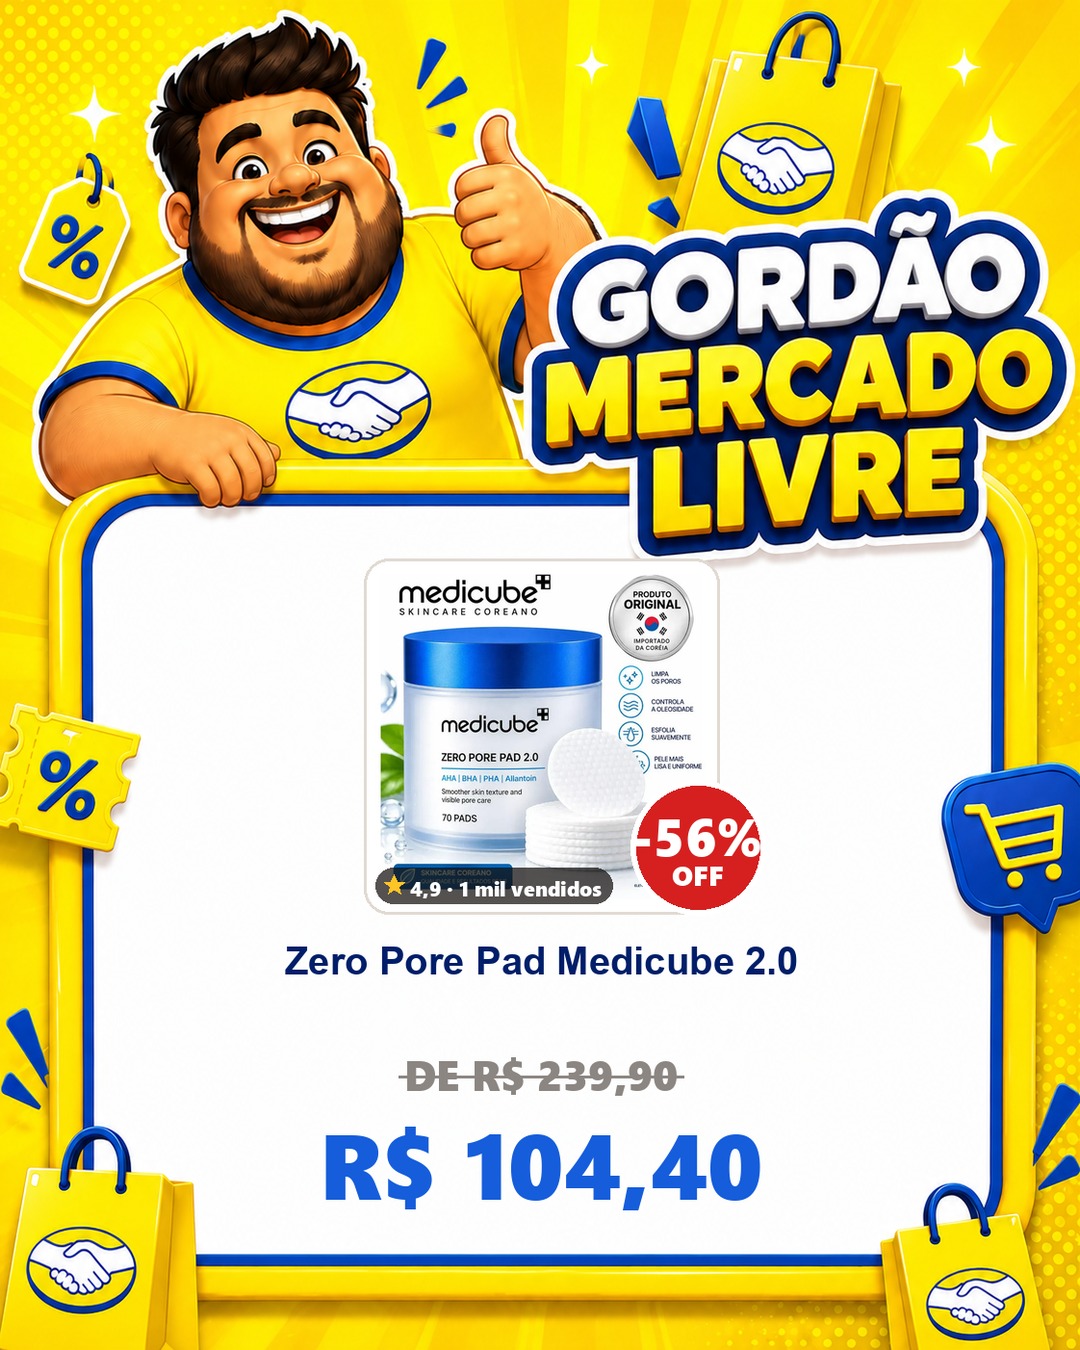 %
GORDÃO
MERCADO
LIVRE
medicube
SKINCARE COREANO
PRODUTO
ORIGINAL
IMPORTADO
DA CORÉIA
LIMPA
OS POROS
CONTROLA
A OLEOSIDADE
ESFOLIA
SUAVEMENTE
PELE MAIS
LISA E UNIFORME
medicube
ZERO PORE PAD 2.0
AHA | BHA | PHA | Allantoin
Smoother skin texture and
visible pore care
70 PADS
%
-56%
OFF
SKINCARE COREANO
4,9 · 1 mil vendidos
Zero Pore Pad Medicube 2.0
DE R$ 239,90
R$ 104,40